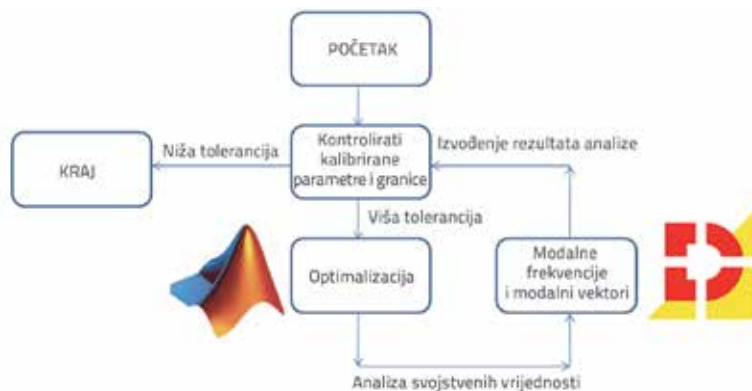 POČETAK
KRAJ
Niža tolerancija
Kontrolirati
kalibrirane
parametre i granice
Izvođenje rezultata analize
Viša tolerancija
Optimalizacija
Modalne
frekvencije
i modalni vektori
Analiza svojstvenih vrijednosti